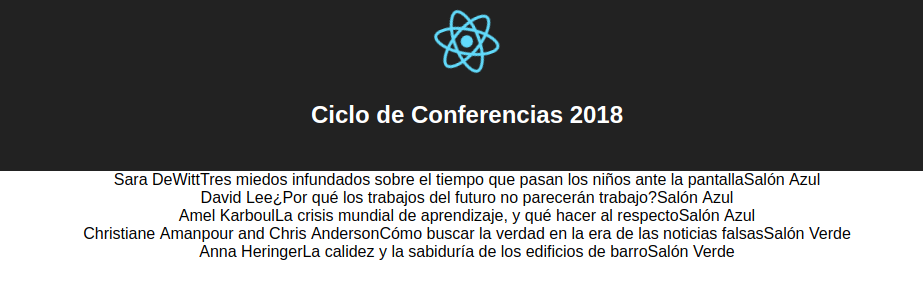 Ciclo de Conferencias 2018
Sara DeWittTres miedos infundados sobre el tiempo que pasan los niños ante la pantallaSalón Azul
David Lee¿Por qué los trabajos del futuro no parecerán trabajo?Salón Azul
Amel KarboulLa crisis mundial de aprendizaje, y qué hacer al respectoSalón Azul
Christiane Amanpour and Chris AndersonCómo buscar la verdad en la era de las noticias falsasSalón Verde
Anna HeringerLa calidez y la sabiduría de los edificios de barroSalón Verde